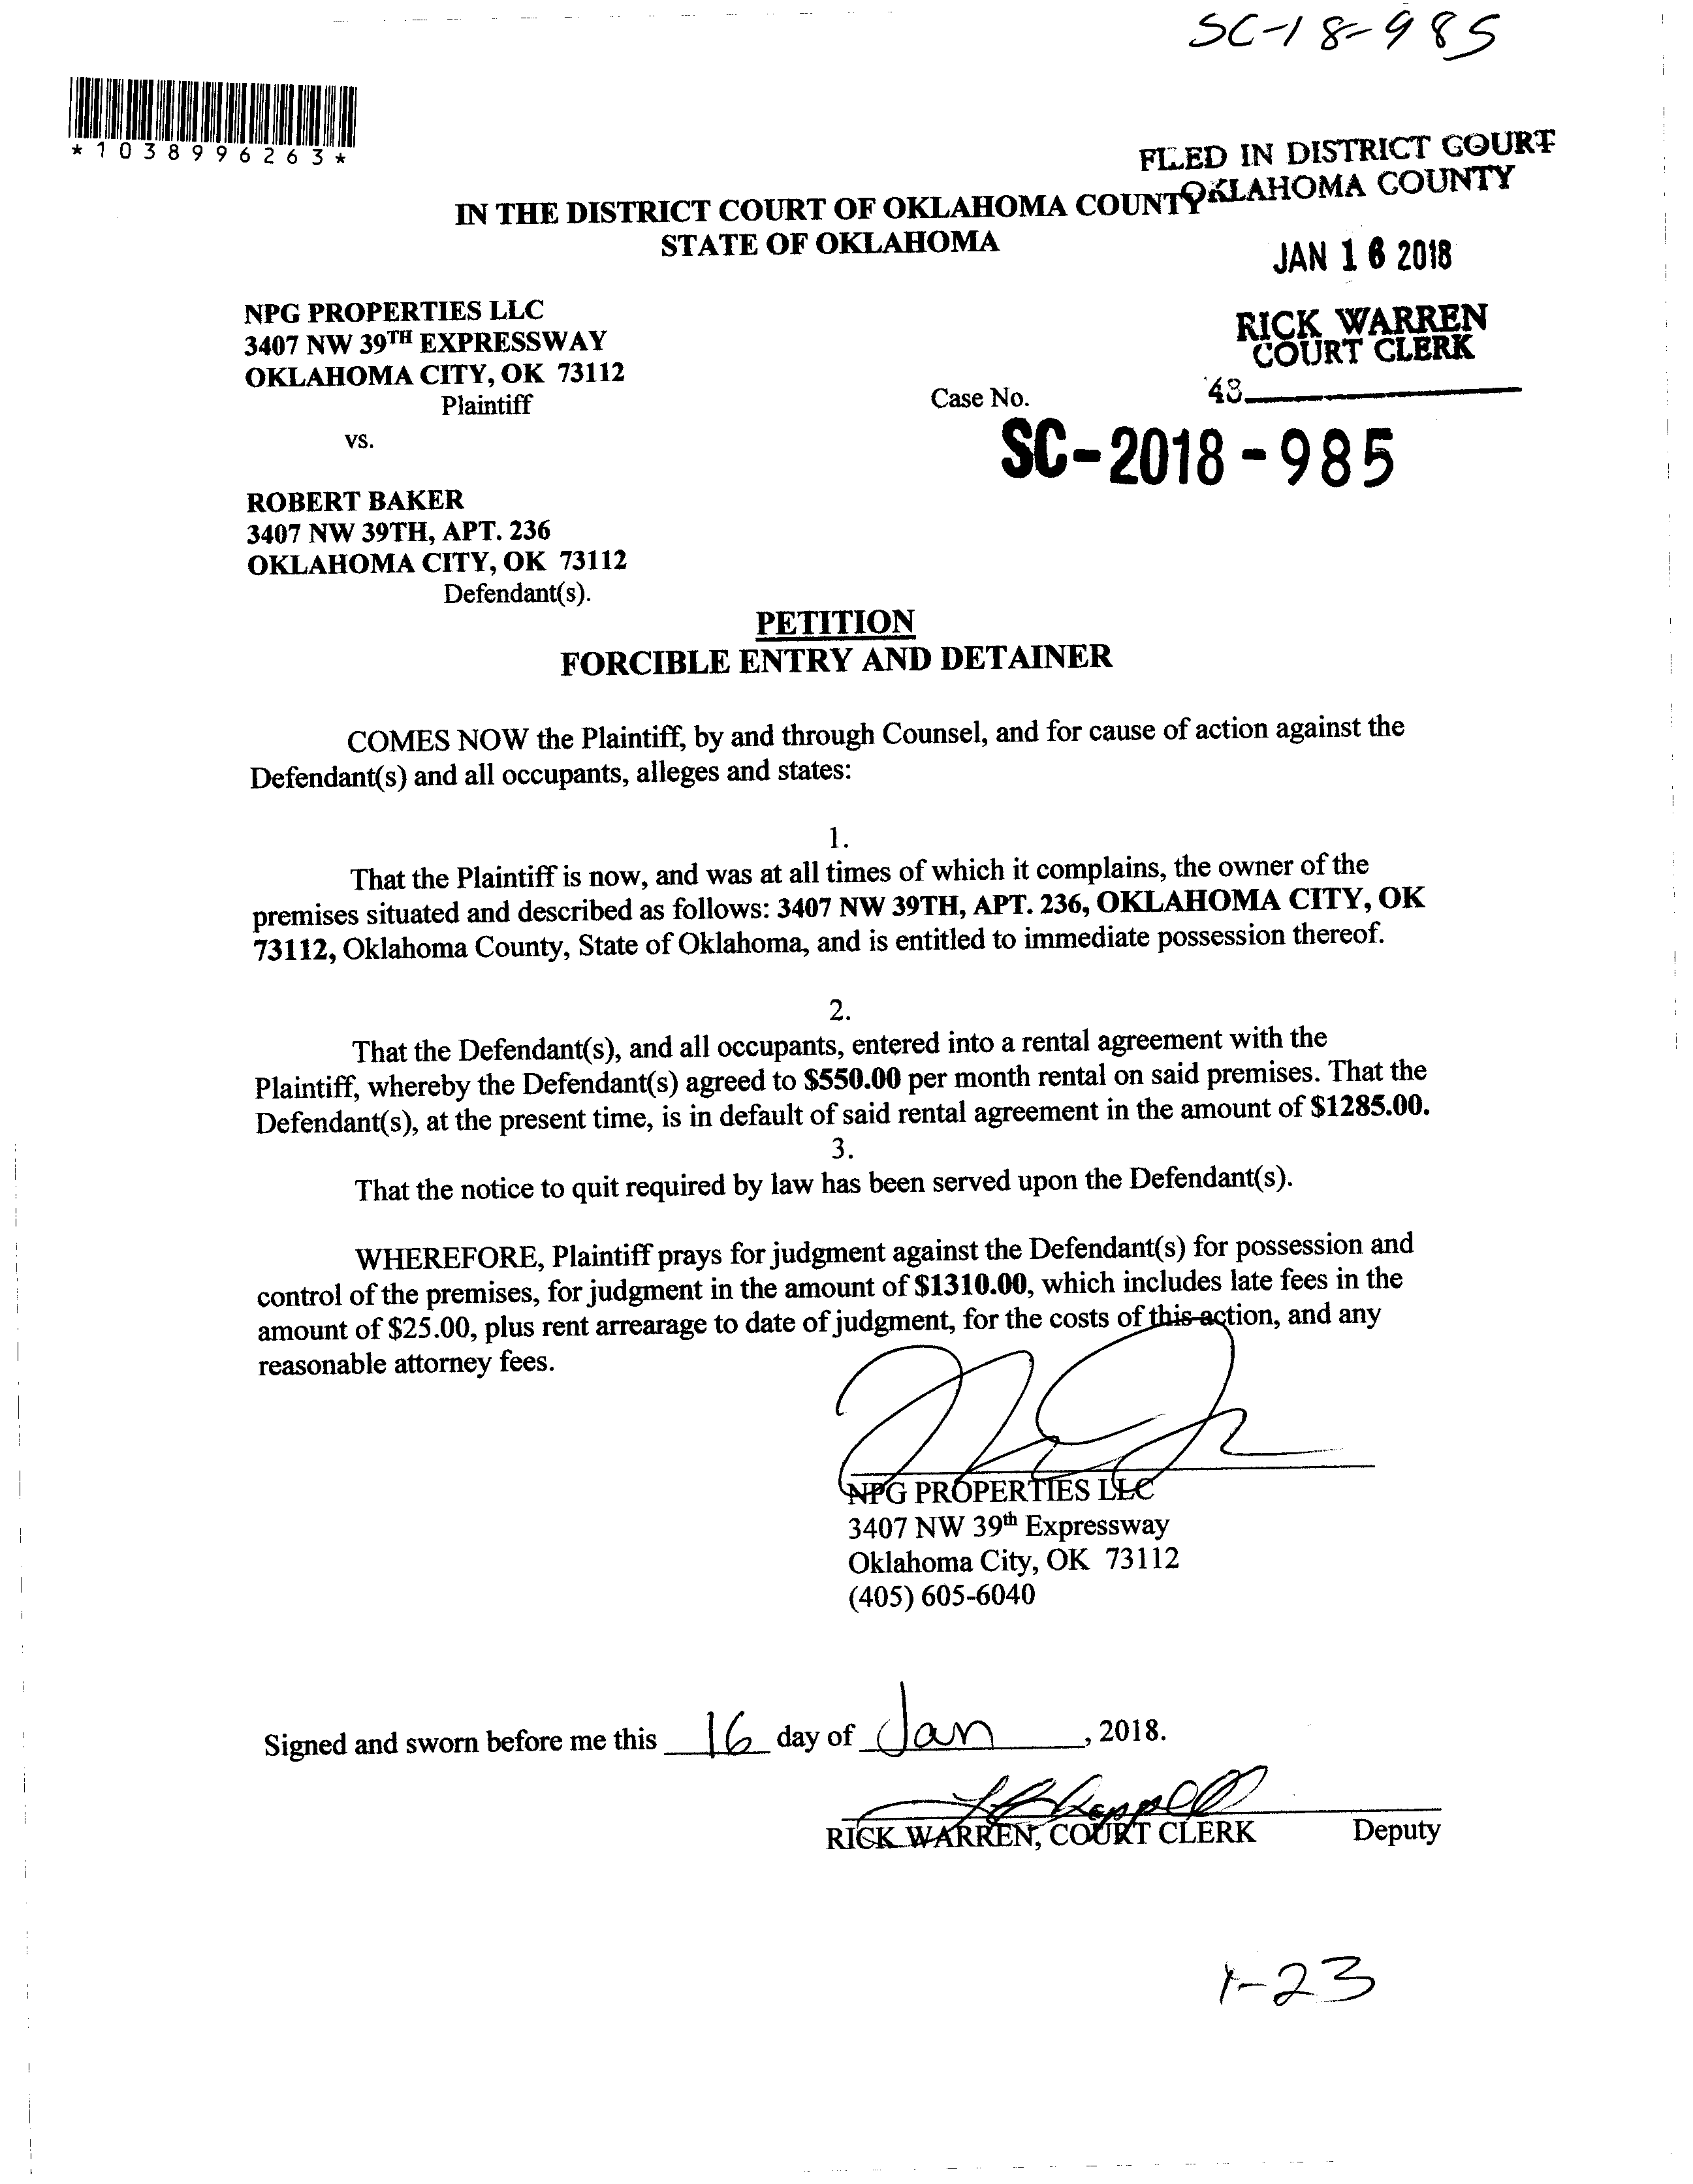 SC-18-985
*1038996263*
FILED IN DISTRICT COURT
OKLAHOMA COUNTY
IN THE DISTRICT COURT OF OKLAHOMA COUNTY
STATE OF OKLAHOMA
JAN 16 2018
NPG PROPERTIES LLC
3407 NW 39TH EXPRESSWAY
OKLAHOMA CITY, OK 73112
Plaintiff
RICK WARREN
COURT CLERK
48
Case No.
SC-2018-985
vs.
ROBERT BAKER
3407 NW 39TH, APT. 236
OKLAHOMA CITY, OK 73112
Defendant(s).
PETITION
FORCIBLE ENTRY AND DETAINER
COMES NOW the Plaintiff, by and through Counsel, and for cause of action against the
Defendant(s) and all occupants, alleges and states:
1.
That the Plaintiff is now, and was at all times of which it complains, the owner of the
premises situated and described as follows: 3407 NW 39TH, APT. 236, OKLAHOMA CITY, OK
73112, Oklahoma County, State of Oklahoma, and is entitled to immediate possession thereof.
2.
That the Defendant(s), and all occupants, entered into a rental agreement with the
Plaintiff, whereby the Defendant(s) agreed to $550.00 per month rental on said premises. That the
Defendant(s), at the present time, is in default of said rental agreement in the amount of $1285.00.
3.
That the notice to quit required by law has been served upon the Defendant(s).
WHEREFORE, Plaintiff prays for judgment against the Defendant(s) for possession and
control of the premises, for judgment in the amount of $1310.00, which includes late fees in the
amount of $25.00, plus rent arrearage to date of judgment, for the costs of this action, and any
reasonable attorney fees.
NPG PROPERTIES LLC
3407 NW 39th Expressway
Oklahoma City, OK 73112
(405) 605-6040
Signed and sworn before me this 16 day of Jan, 2018.
RICK WARREN, COURT CLERK Deputy
1-23